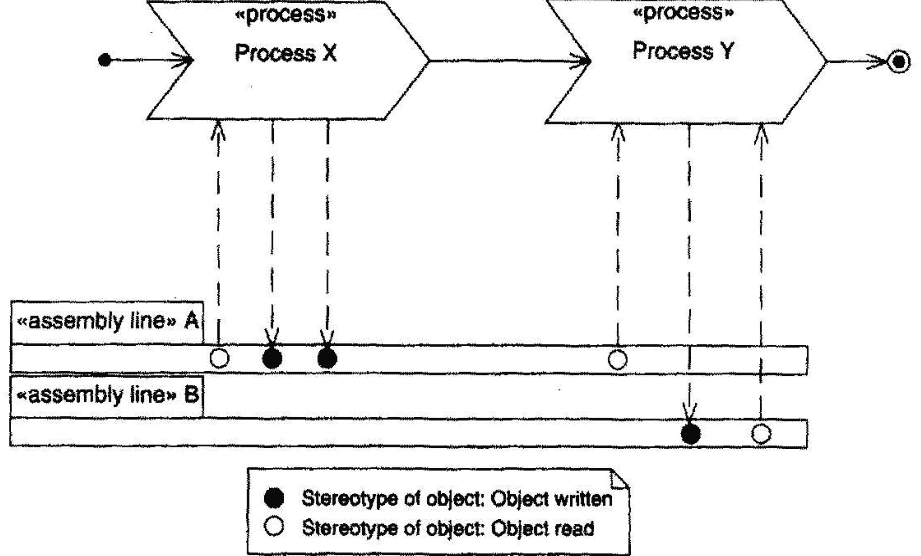 «process»
Process X
«process»
Process Y
«assembly line» A
«assembly line» B
Stereotype of object: Object written
Stereotype of object: Object read